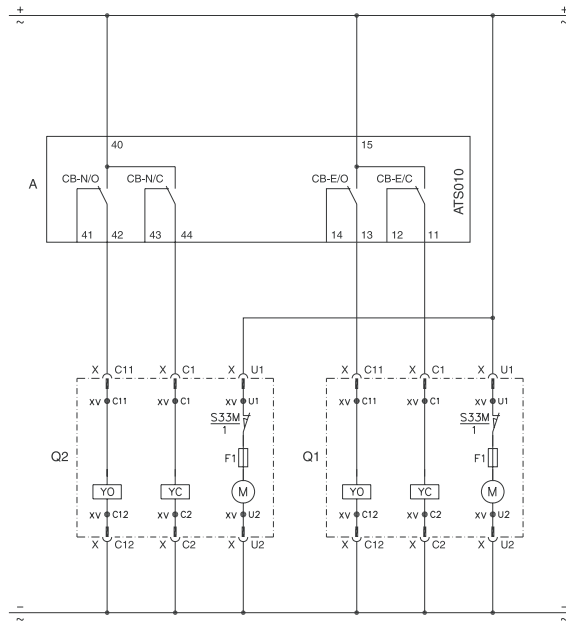 + +
~ ~
40 15
A CB-N/O CB-N/C CB-E/O CB-E/C ATS010
41 42 43 44 14 13 12 11
X C11 X C1 X U1 X C11 X C1 X U1
xv C11 xv C1 xv U1 xv C11 xv C1 xv U1
S33M S33M
1 1
Q2 F1 Q1 F1
YO YC M YO YC M
xv C12 xv C2 xv U2 xv C12 xv C2 xv U2
X C12 X C2 X U2 X C12 X C2 X U2
− −
~ ~